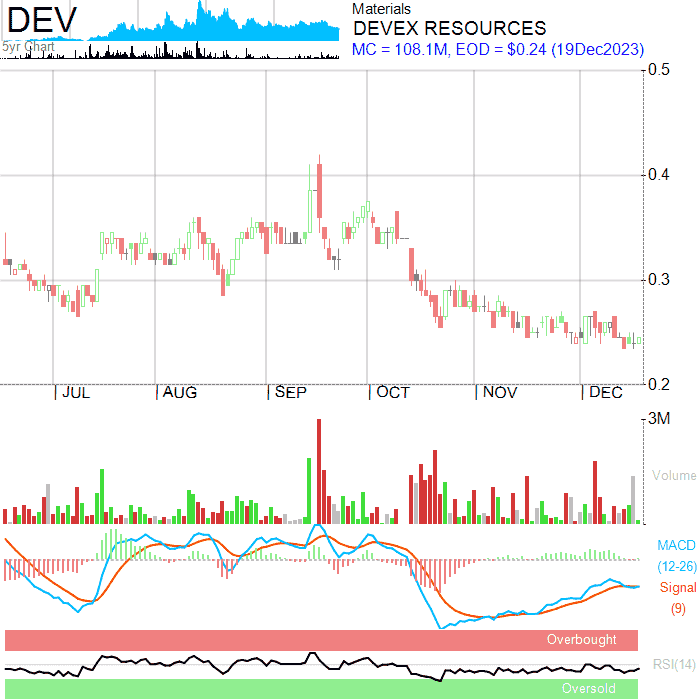 DEV
5yr Chart
Materials
DEVEX RESOURCES
MC = 108.1M, EOD = $0.24 (19Dec2023)
0.5
0.4
0.3
0.2
JUL
AUG
SEP
OCT
NOV
DEC
3M
Volume
MACD
(12-26)
Signal
(9)
Overbought
RSI(14)
Oversold